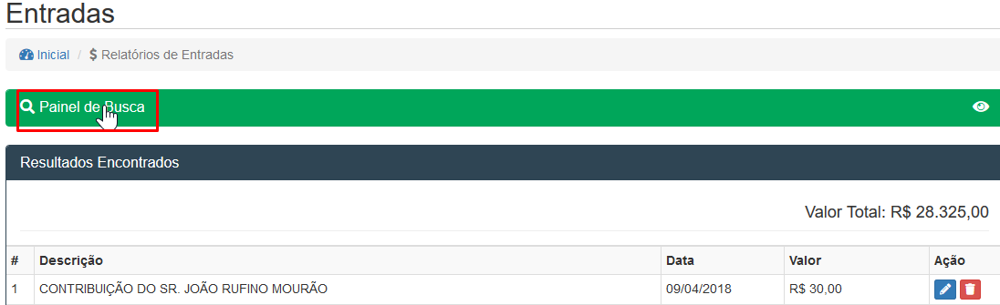 Entradas
Inicial / $ Relatórios de Entradas
Painel de Busca
Resultados Encontrados
Valor Total: R$ 28.325,00
# Descrição Data Valor Ação
1 CONTRIBUIÇÃO DO SR. JOÃO RUFINO MOURÃO 09/04/2018 R$ 30,00